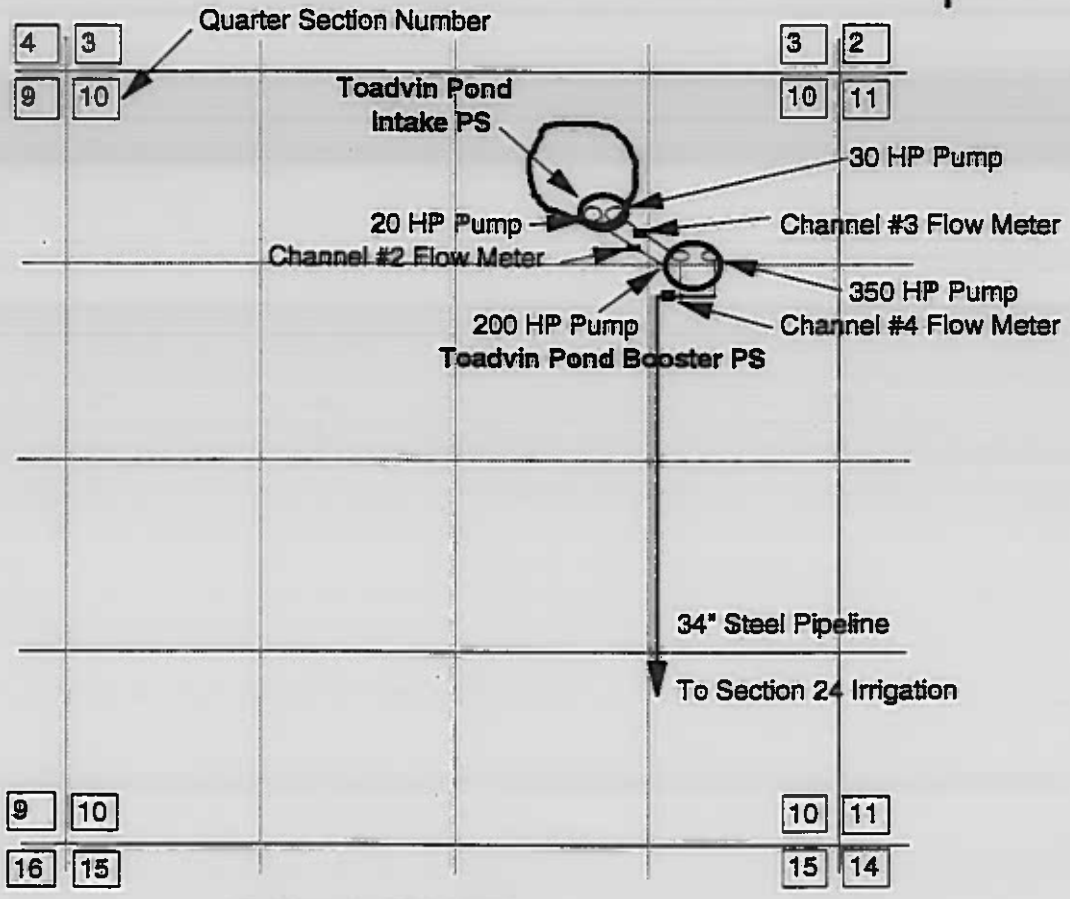 Quarter Section Number
4 3
3 2
9 10
10 11
Toadvin Pond
Intake PS
30 HP Pump
20 HP Pump
Channel #3 Flow Meter
Channel #2 Flow Meter
350 HP Pump
200 HP Pump
Channel #4 Flow Meter
Toadvin Pond Booster PS
34" Steel Pipeline
To Section 24 Irrigation
9 10
10 11
16 15
15 14